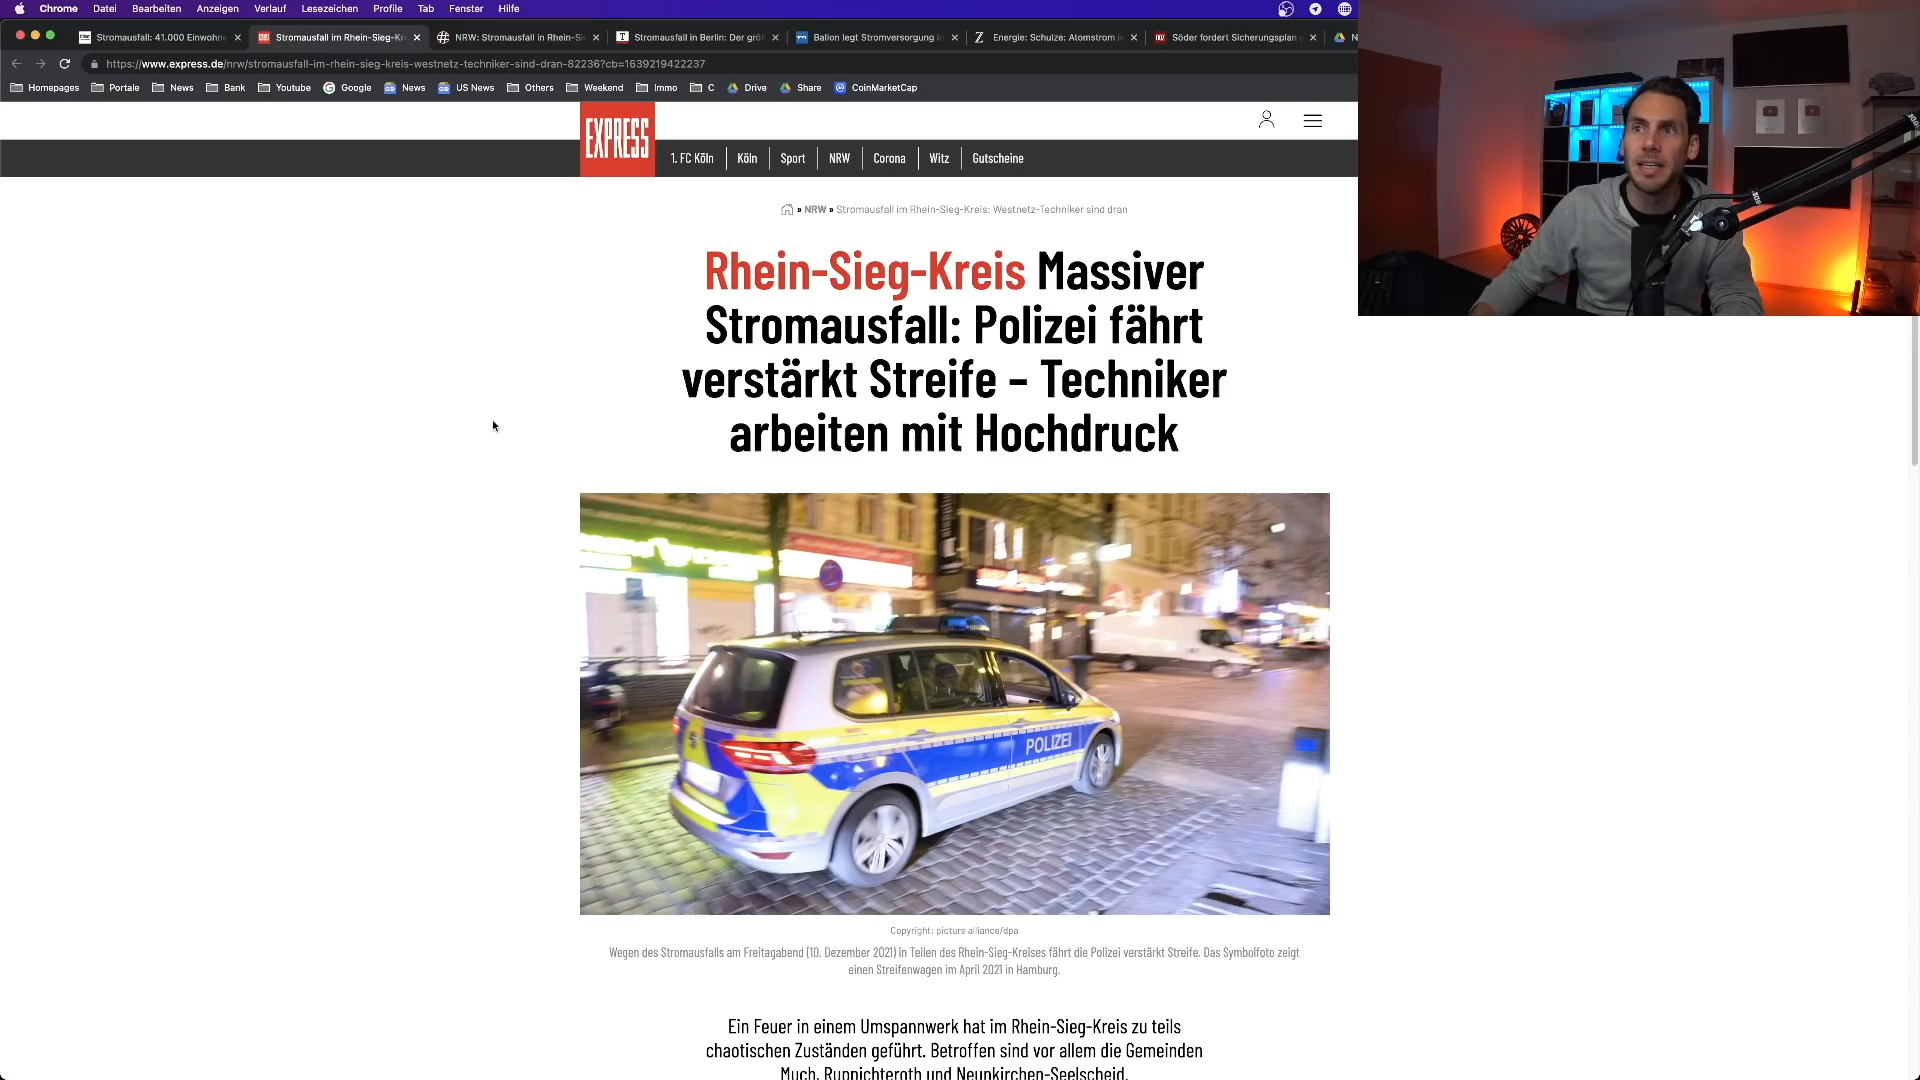 Chrome Datei Bearbeiten Anzeigen Verlauf Lesezeichen Profile Tab Fenster Hilfe
Stromausfall: 41.000 Einwohne
Stromausfall im Rhein-Sieg-Kr
NRW: Stromausfall in Rhein-Si
Stromausfall in Berlin: Der grö
Ballon legt Stromversorgung i
Energie: Schulze: Atomstrom i
Söder fordert Sicherungsplan
N
https://www.express.de/nrw/stromausfall-im-rhein-sieg-kreis-westnetz-techniker-sind-dran-82236?cb=1639219422237
Homepages Portale News Bank Youtube Google News US News Others Weekend Immo C Drive Share CoinMarketCap
EXPRESS
1. FC Köln Köln Sport NRW Corona Witz Gutscheine
» NRW » Stromausfall im Rhein-Sieg-Kreis: Westnetz-Techniker sind dran
Rhein-Sieg-Kreis Massiver
Stromausfall: Polizei fährt
verstärkt Streife – Techniker
arbeiten mit Hochdruck
POLIZEI
Copyright: picture alliance/dpa
Wegen des Stromausfalls am Freitagabend (10. Dezember 2021) in Teilen des Rhein-Sieg-Kreises fährt die Polizei verstärkt Streife. Das Symbolfoto zeigt
einen Streifenwagen im April 2021 in Hamburg.
Ein Feuer in einem Umspannwerk hat im Rhein-Sieg-Kreis zu teils
chaotischen Zuständen geführt. Betroffen sind vor allem die Gemeinden
Much, Ruppichteroth und Neunkirchen-Seelscheid.